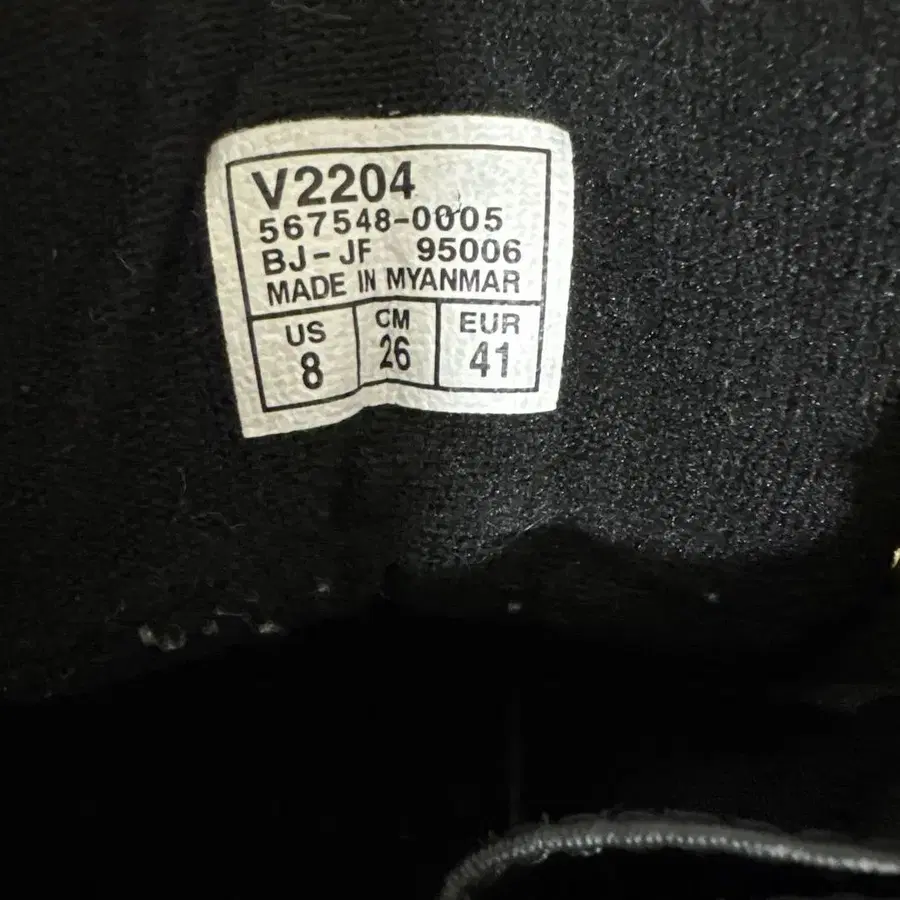 V2204
567548-0005
BJ-JF 95006
MADE IN MYANMAR
US CM EUR
8 26 41